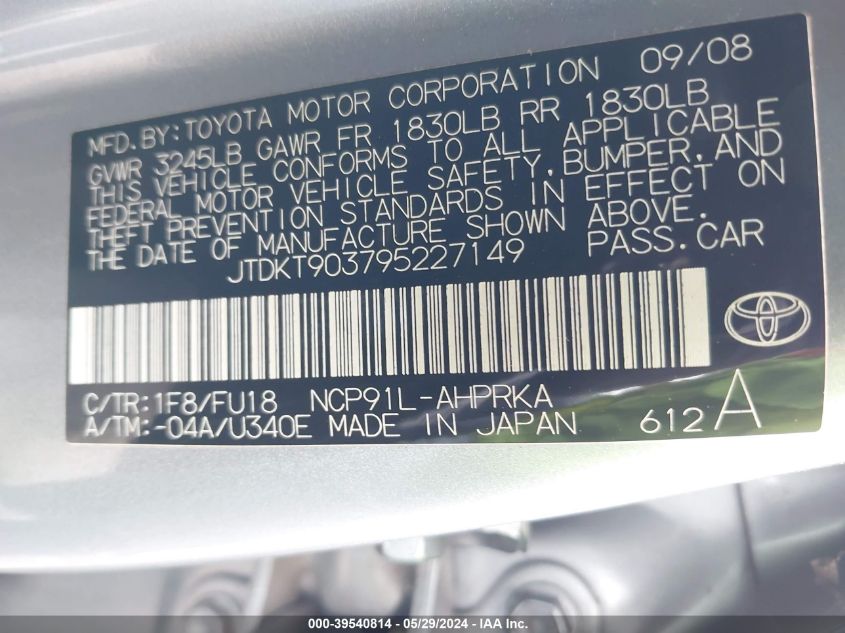 MFD.BY:TOYOTA MOTOR CORPORATION 09/08
GVWR 3245LB GAWR FR 1830LB RR 1830LB
THIS VEHICLE CONFORMS TO ALL APPLICABLE
FEDERAL MOTOR VEHICLE SAFETY,BUMPER,AND
THEFT PREVENTION STANDARDS IN EFFECT ON
THE DATE OF MANUFACTURE SHOWN ABOVE.
JTDKT903795227149 PASS.CAR
C/TR:1F8/FU18 NCP91L-AHPRKA
A/TM:-04A/U340E MADE IN JAPAN 612A
000-39540814 - 05/29/2024 - IAA Inc.